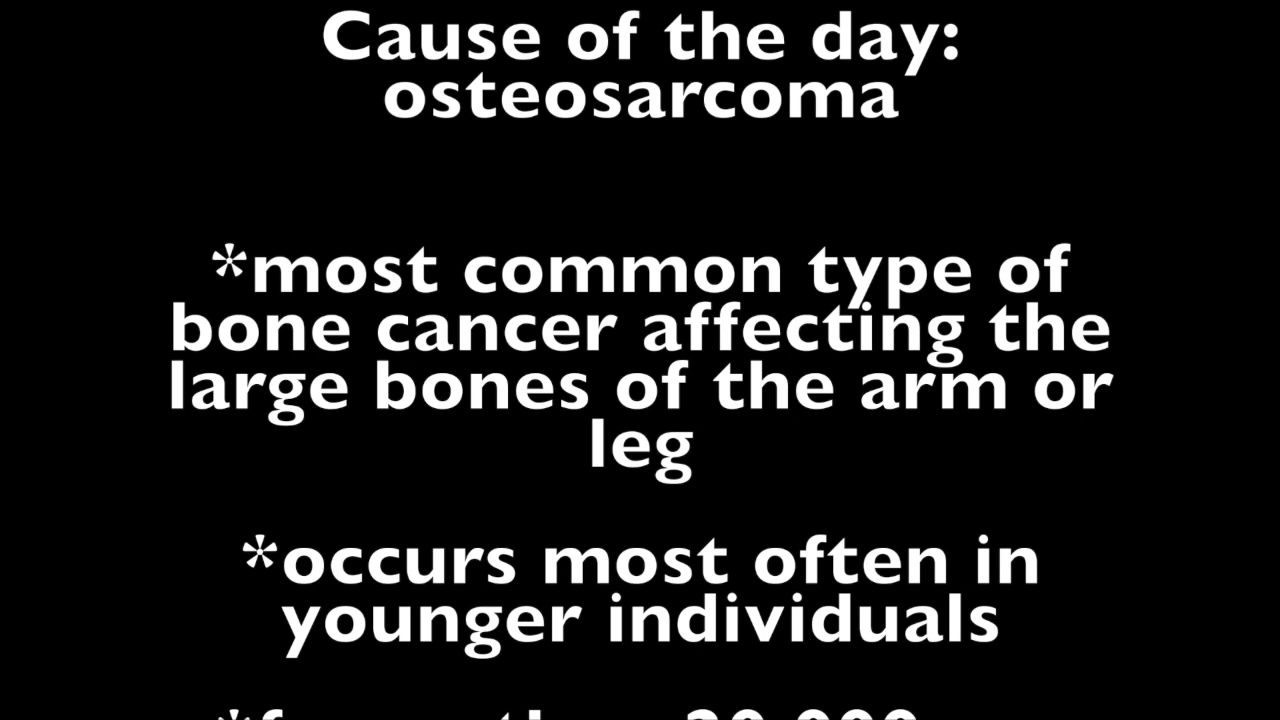 Cause of the day:
osteosarcoma
*most common type of
bone cancer affecting the
large bones of the arm or
leg
*occurs most often in
younger individuals